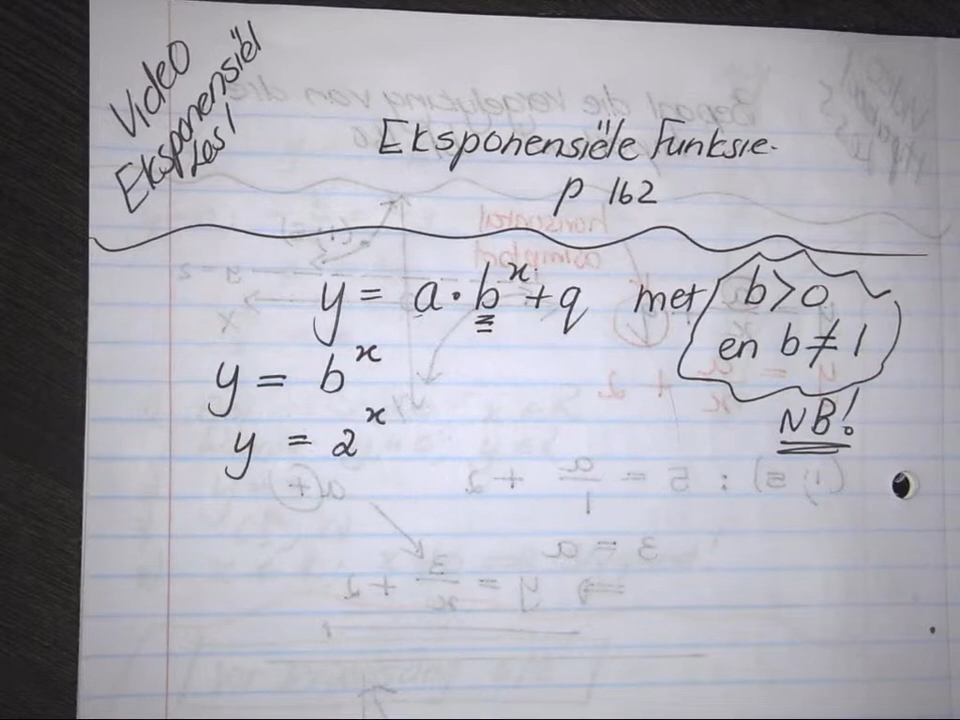 Video
Eksponensiël
Les 1
Eksponensiële Funksie.
p 162
y = a · b^x + q met b > 0
en b ≠ 1
y = b^x
NB!
y = 2^x